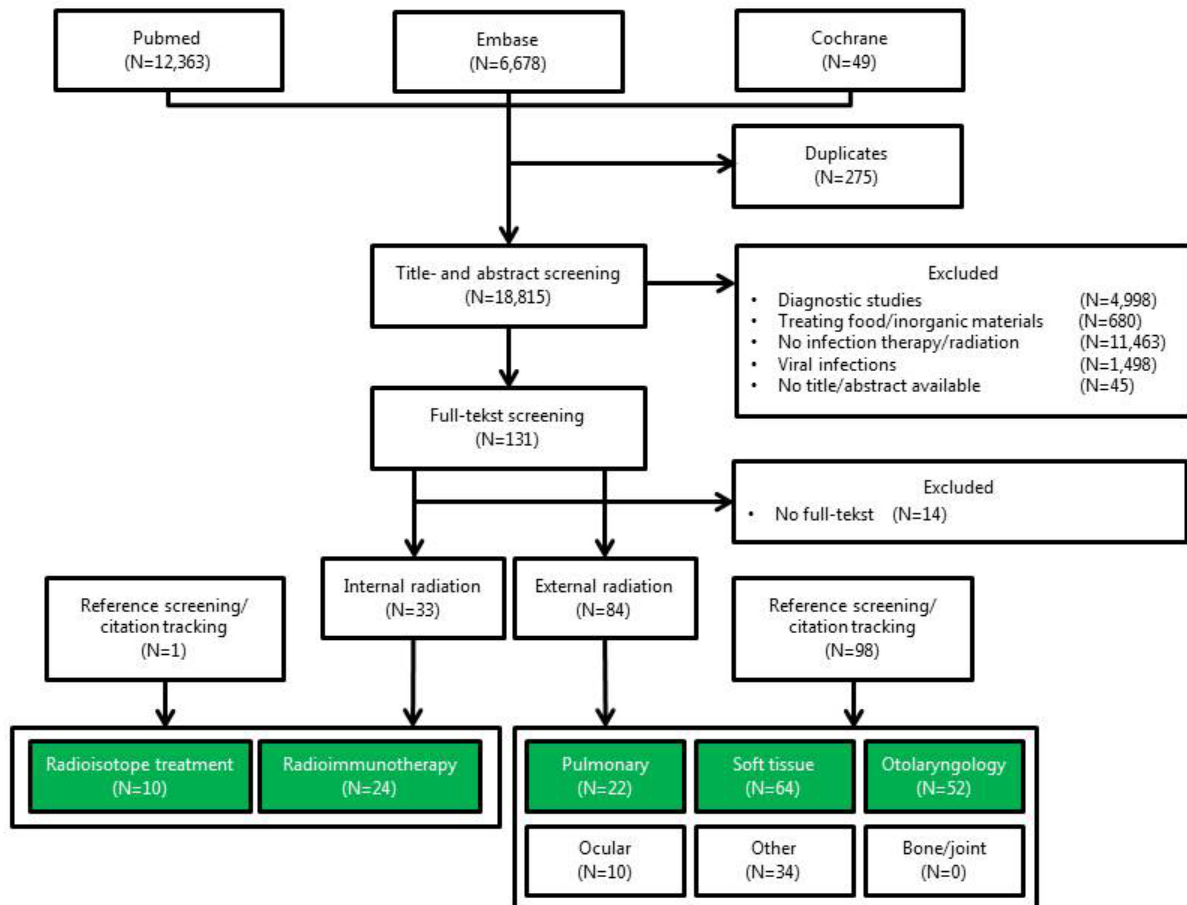 Pubmed
(N=12,363)
Embase
(N=6,678)
Cochrane
(N=49)
Duplicates
(N=275)
Title- and abstract screening
(N=18,815)
Excluded
• Diagnostic studies (N=4,998)
• Treating food/inorganic materials (N=680)
• No infection therapy/radiation (N=11,463)
• Viral infections (N=1,498)
• No title/abstract available (N=45)
Full-tekst screening
(N=131)
Excluded
• No full-tekst (N=14)
Reference screening/
citation tracking
(N=1)
Internal radiation
(N=33)
External radiation
(N=84)
Reference screening/
citation tracking
(N=98)
Radioisotope treatment
(N=10)
Radioimmunotherapy
(N=24)
Pulmonary
(N=22)
Soft tissue
(N=64)
Otolaryngology
(N=52)
Ocular
(N=10)
Other
(N=34)
Bone/joint
(N=0)